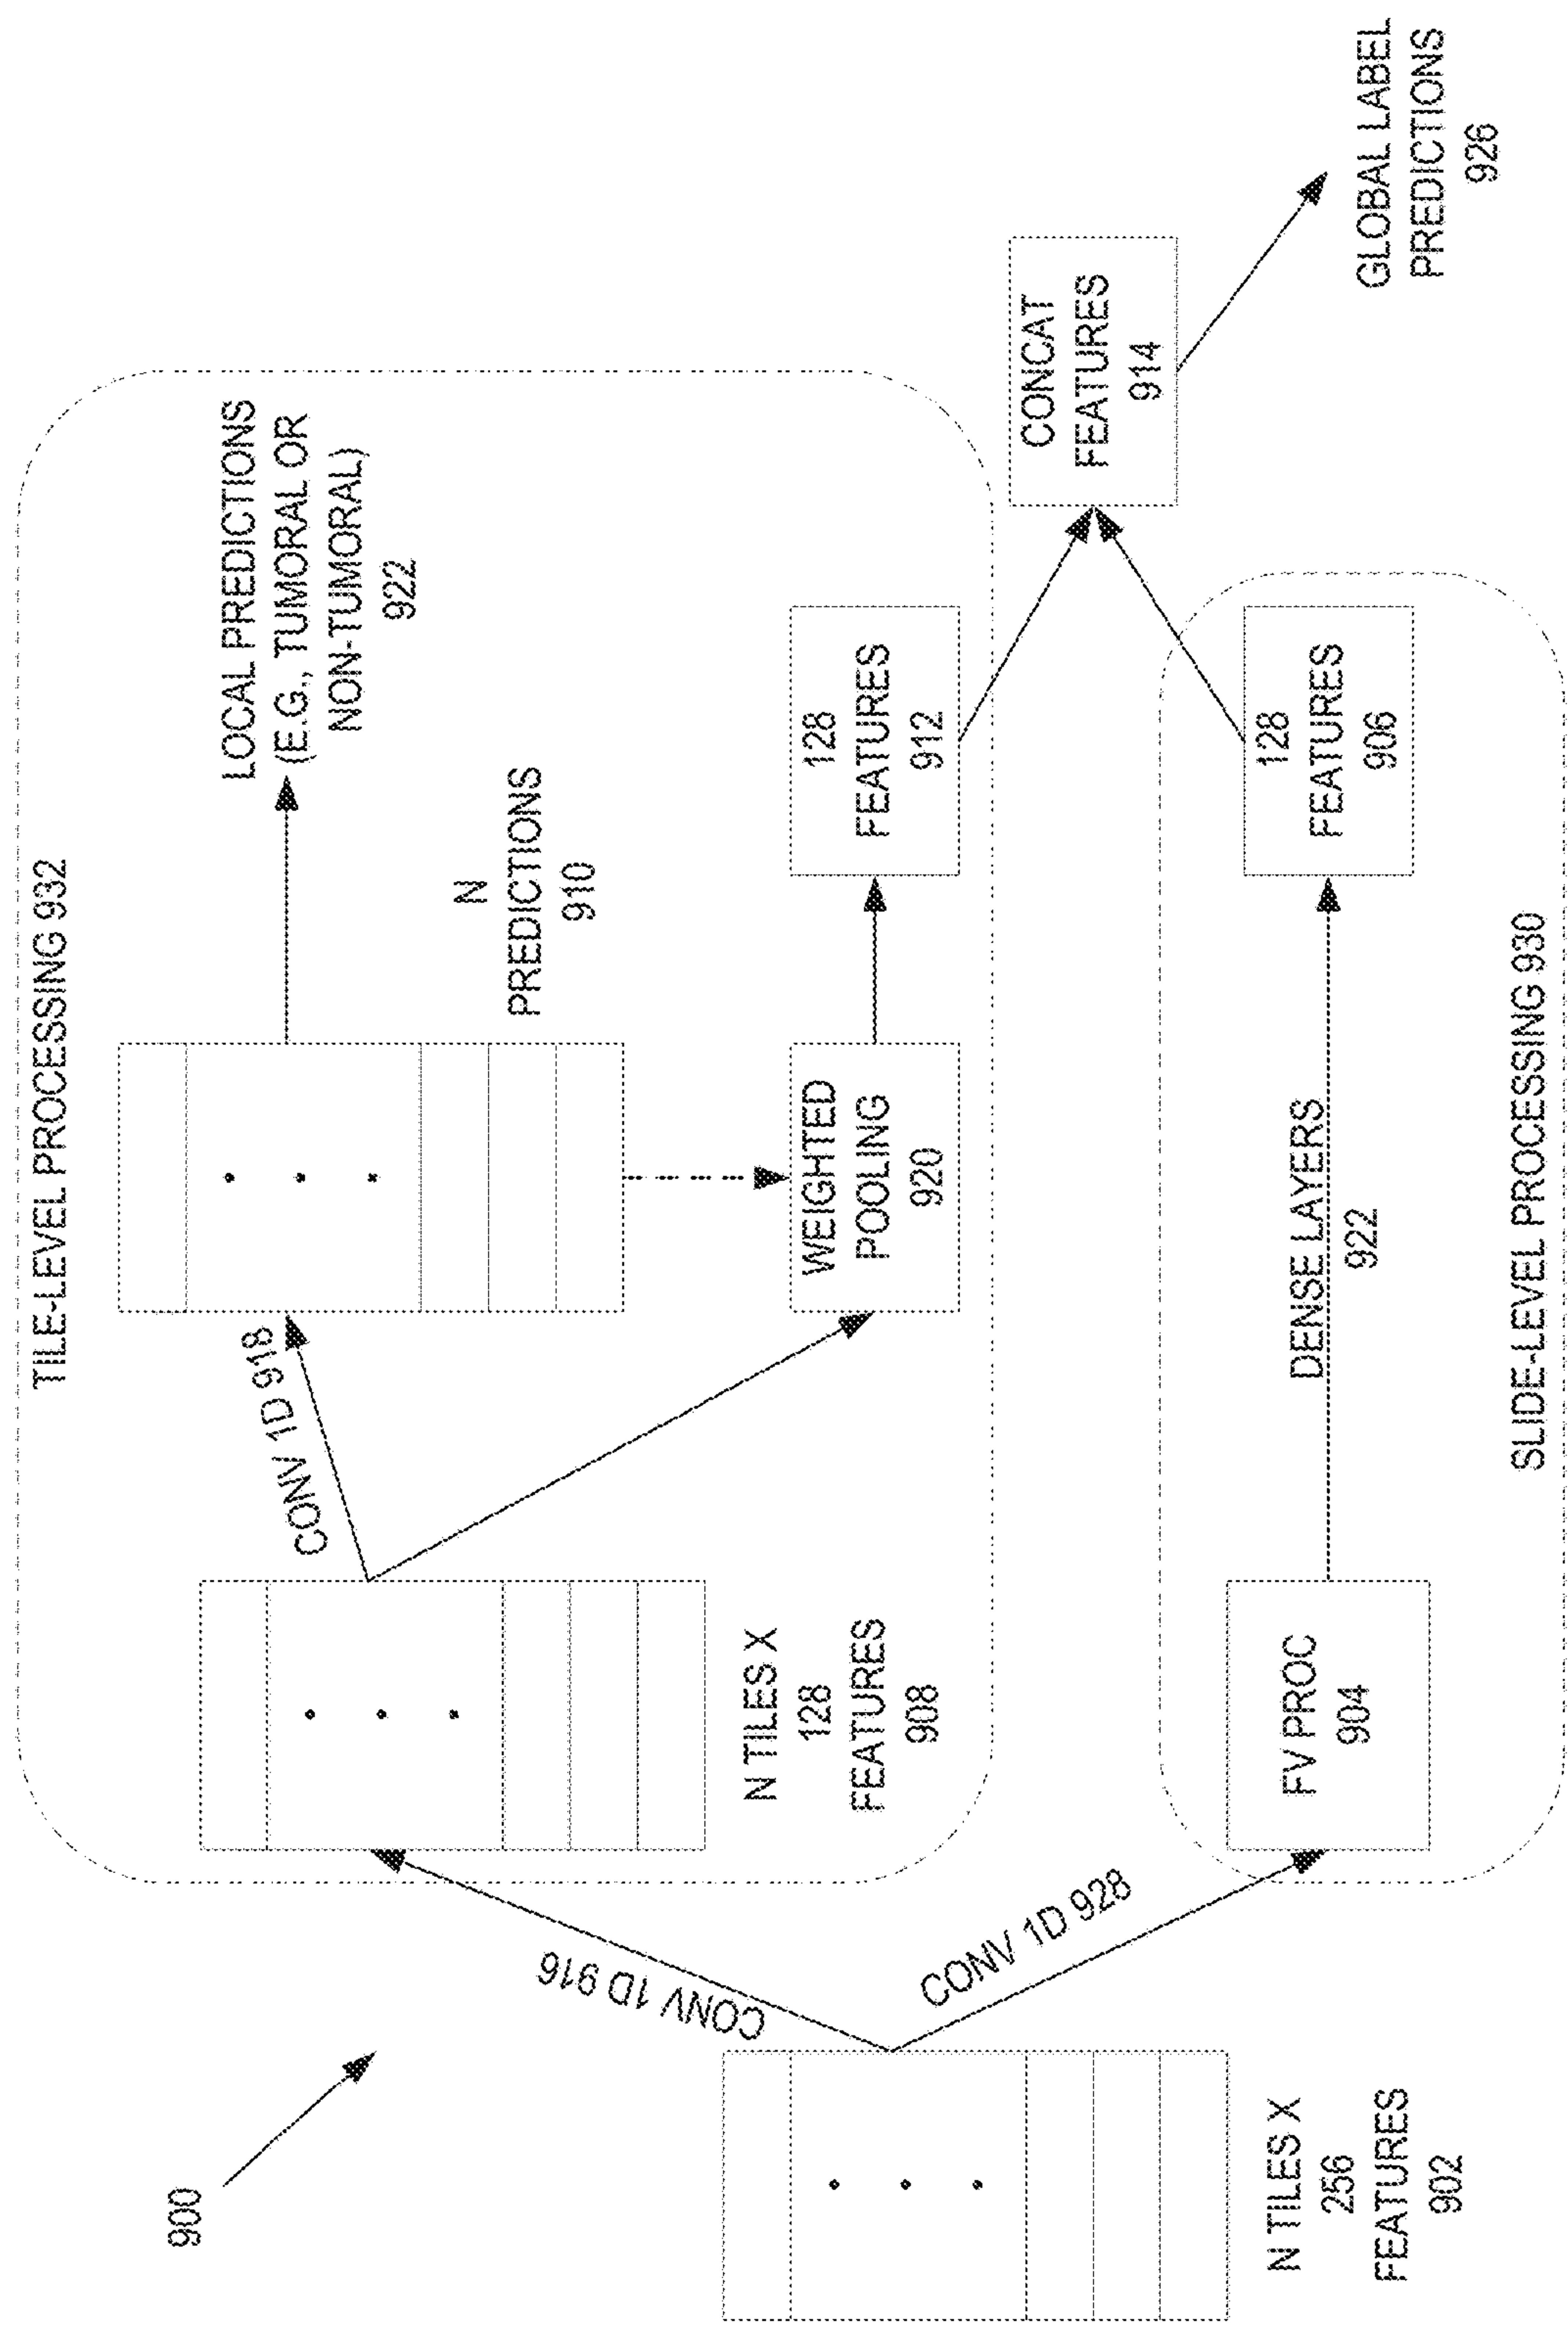 900
TILE-LEVEL PROCESSING 932
LOCAL PREDICTIONS
(E.G., TUMORAL OR
NON-TUMORAL)
922
CONV 1D 918
N
PREDICTIONS
910
CONV 1D 916
N TILES X
128
FEATURES
908
WEIGHTED
POOLING
920
128
FEATURES
912
CONCAT
FEATURES
914
N TILES X
256
FEATURES
902
CONV 1D 928
FV PROC
904
DENSE LAYERS
922
128
FEATURES
906
GLOBAL LABEL
PREDICTIONS
926
SLIDE-LEVEL PROCESSING 930